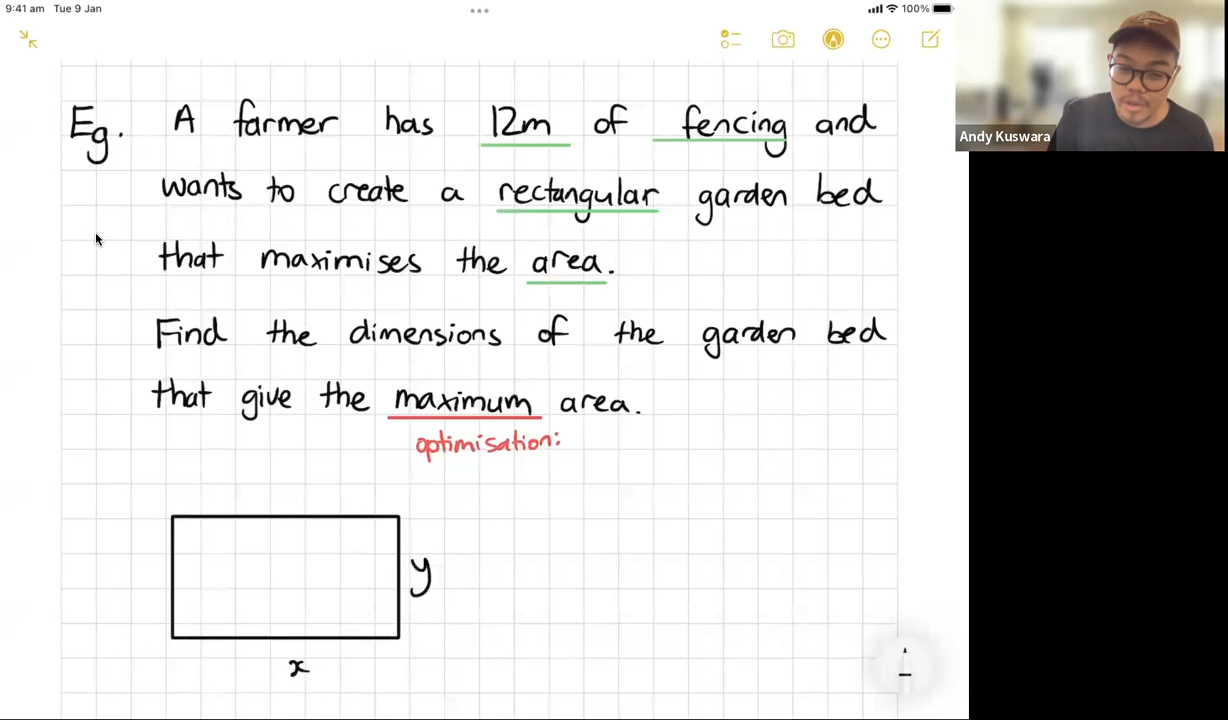 9:41 am Tue 9 Jan
100%
Andy Kuswara
Eg. A farmer has 12m of fencing and
wants to create a rectangular garden bed
that maximises the area.
Find the dimensions of the garden bed
that give the maximum area.
optimisation:
y
x